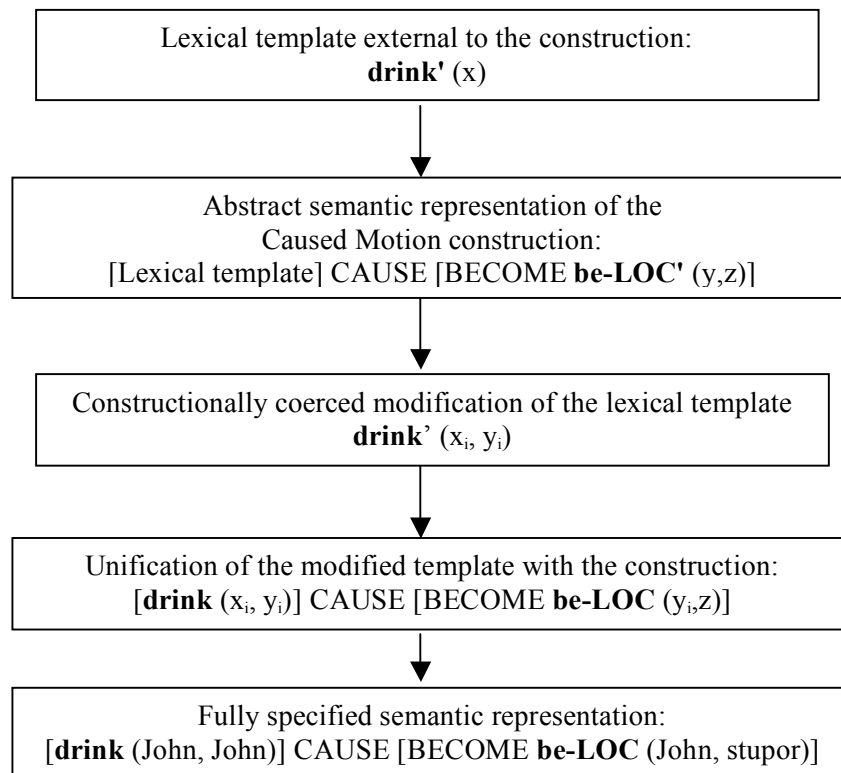 Lexical template external to the construction:
drink' (x)
Abstract semantic representation of the
Caused Motion construction:
[Lexical template] CAUSE [BECOME be-LOC' (y,z)]
Constructionally coerced modification of the lexical template
drink’ (xᵢ, yᵢ)
Unification of the modified template with the construction:
[drink (xᵢ, yᵢ)] CAUSE [BECOME be-LOC (yᵢ,z)]
Fully specified semantic representation:
[drink (John, John)] CAUSE [BECOME be-LOC (John, stupor)]